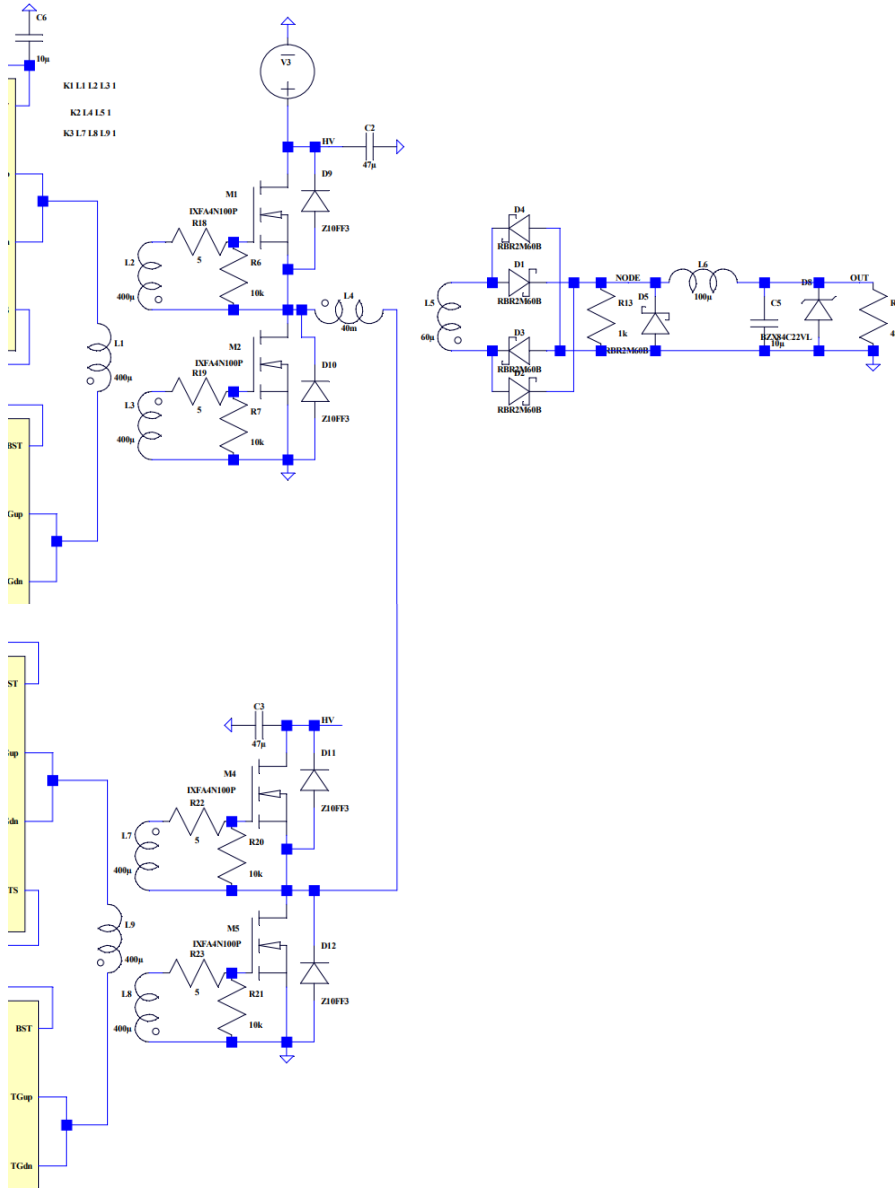 C6
10µ
K1 L1 L2 L3 1
K2 L4 L5 1
K3 L7 L8 L9 1
V3
+
HV
C2
47µ
D9
Z10FF3
M1
IXFA4N100P
R18
5
R6
10k
L2
400µ
L4
40m
L1
400µ
M2
IXFA4N100P
R19
5
R7
10k
L3
400µ
D10
Z10FF3
BST
Gup
Gdn
D4
RBR2M60B
D1
RBR2M60B
L5
60µ
D3
RBR2M60B
D2
RBR2M60B
NODE
R13
1k
D5
RBR2M60B
L6
100µ
C5
10µ
D8
BZX84C22VL
OUT
R
4
ST
Gup
Gdn
TS
C3
47µ
HV
D11
Z10FF3
M4
IXFA4N100P
R22
5
R20
10k
L7
400µ
L9
400µ
M5
IXFA4N100P
R23
5
R21
10k
L8
400µ
D12
Z10FF3
BST
TGup
TGdn